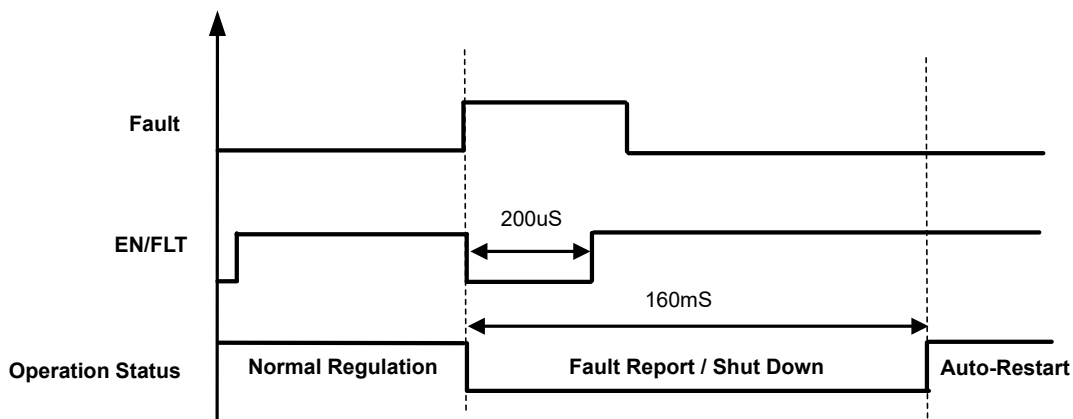 Fault
200uS
EN/FLT
160mS
Operation Status
Normal Regulation
Fault Report / Shut Down
Auto-Restart